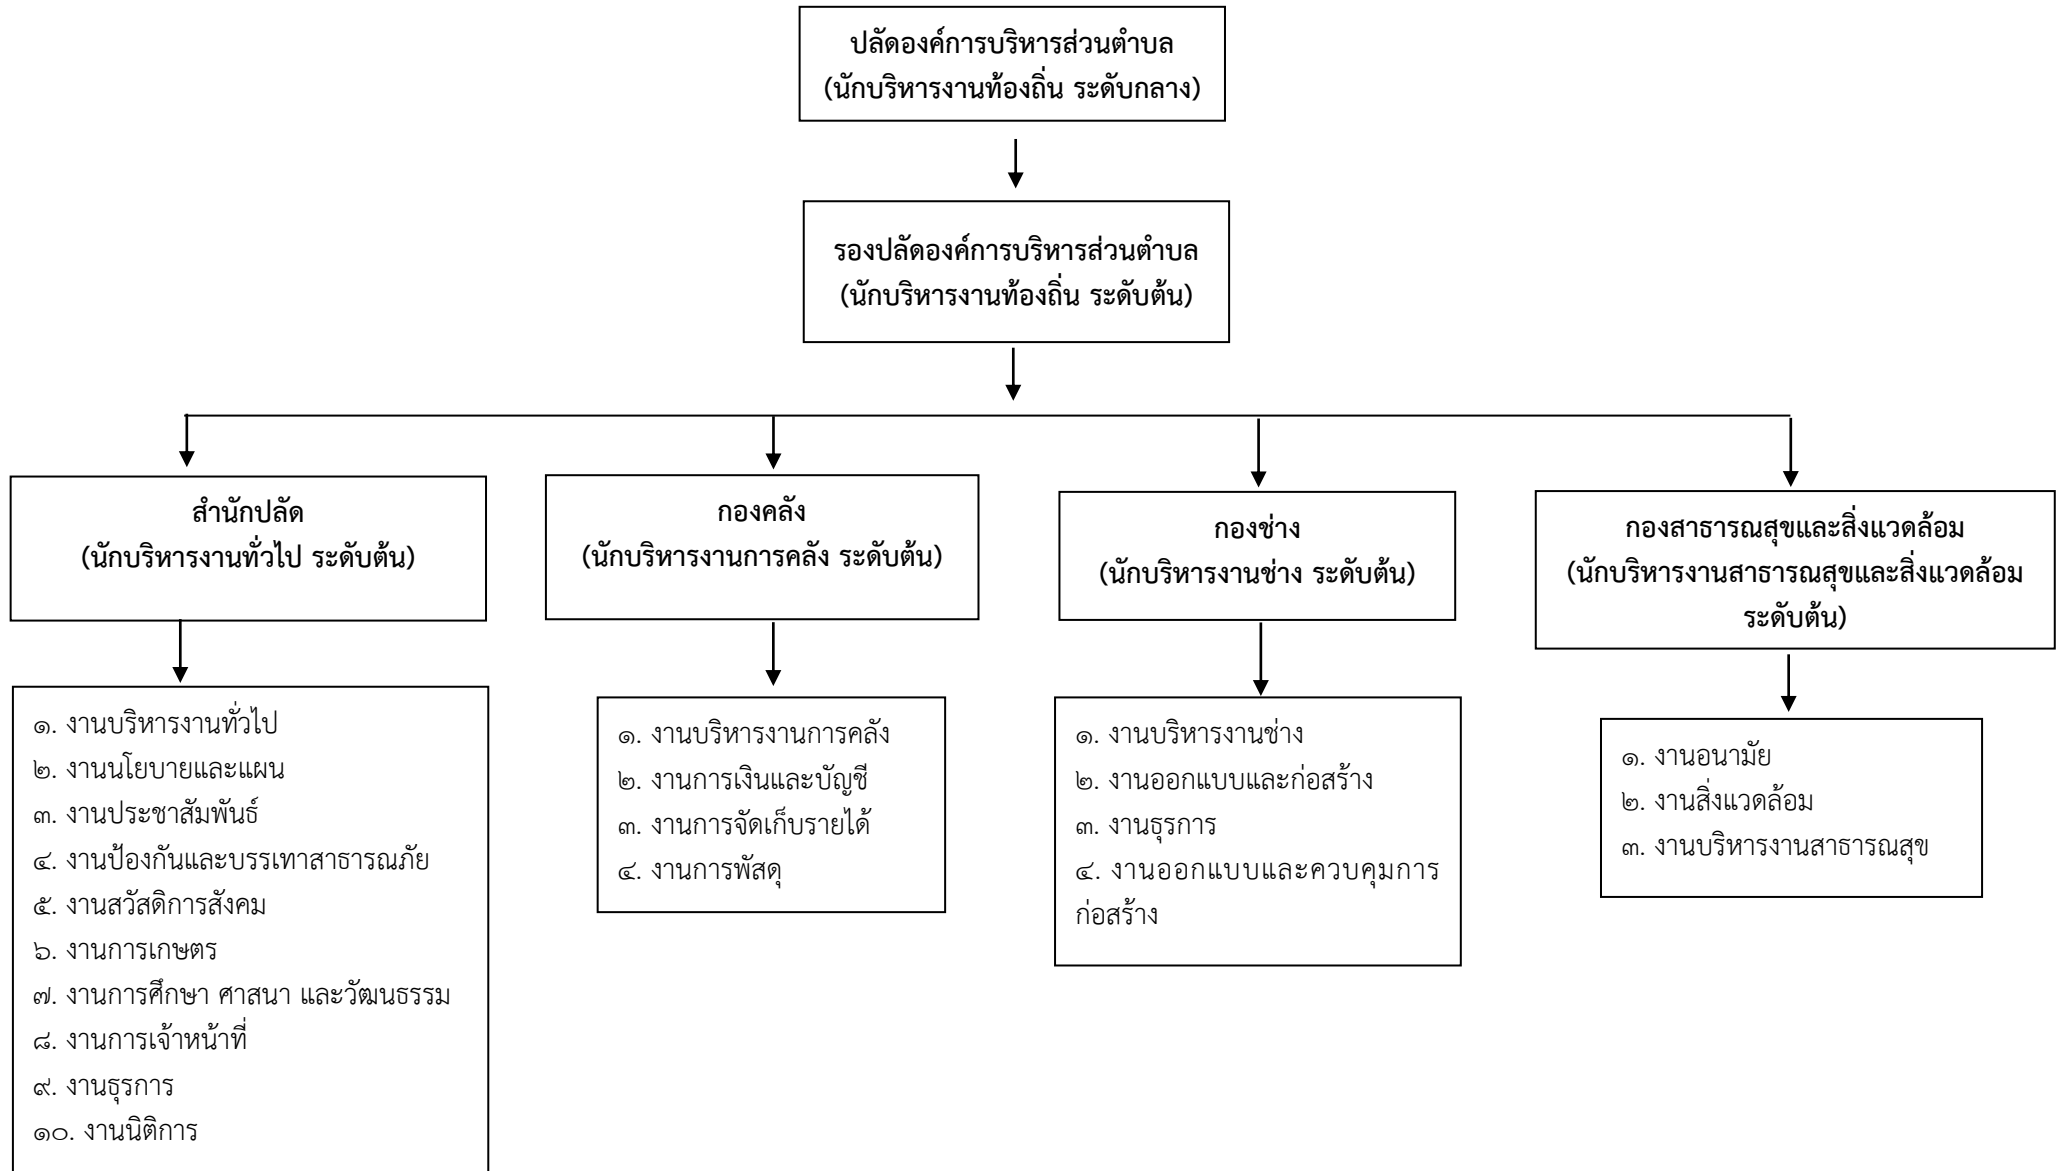 ปลัดองค์การบริหารส่วนตำบล
(นักบริหารงานท้องถิ่น ระดับกลาง)
รองปลัดองค์การบริหารส่วนตำบล
(นักบริหารงานท้องถิ่น ระดับต้น)
สำนักปลัด
(นักบริหารงานทั่วไป ระดับต้น)
กองคลัง
(นักบริหารงานการคลัง ระดับต้น)
กองช่าง
(นักบริหารงานช่าง ระดับต้น)
กองสาธารณสุขและสิ่งแวดล้อม
(นักบริหารงานสาธารณสุขและสิ่งแวดล้อม
ระดับต้น)
๑. งานบริหารงานทั่วไป
๒. งานนโยบายและแผน
๓. งานประชาสัมพันธ์
๔. งานป้องกันและบรรเทาสาธารณภัย
๕. งานสวัสดิการสังคม
๖. งานการเกษตร
๗. งานการศึกษา ศาสนา และวัฒนธรรม
๘. งานการเจ้าหน้าที่
๙. งานธุรการ
๑๐. งานนิติการ
๑. งานบริหารงานการคลัง
๒. งานการเงินและบัญชี
๓. งานการจัดเก็บรายได้
๔. งานการพัสดุ
๑. งานบริหารงานช่าง
๒. งานออกแบบและก่อสร้าง
๓. งานธุรการ
๔. งานออกแบบและควบคุมการ
ก่อสร้าง
๑. งานอนามัย
๒. งานสิ่งแวดล้อม
๓. งานบริหารงานสาธารณสุข